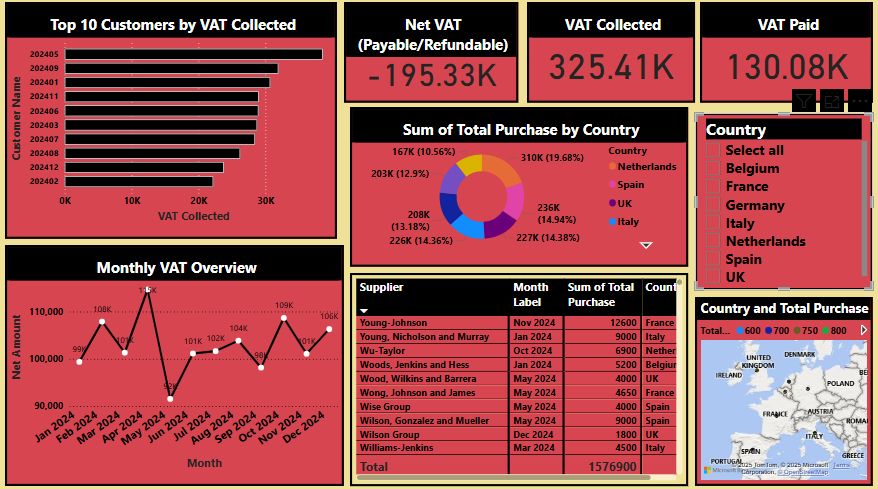 Top 10 Customers by VAT Collected
Customer Name
202405
202409
202401
202411
202406
202403
202407
202408
202412
202402
0K
10K
20K
30K
VAT Collected
Net VAT
(Payable/Refundable)
-195.33K
VAT Collected
325.41K
VAT Paid
130.08K
Sum of Total Purchase by Country
167K (10.56%)
310K (19.68%)
203K (12.9%)
236K
(14.94%)
208K
(13.18%)
227K (14.38%)
226K (14.36%)
Country
Netherlands
Spain
UK
Italy
Country
Select all
Belgium
France
Germany
Italy
Netherlands
Spain
UK
Monthly VAT Overview
Net Amount
110,000
100,000
90,000
99K
108K
101K
92K
101K
102K
104K
98K
109K
101K
106K
Jan 2024
Feb 2024
Mar 2024
Apr 2024
May 2024
Jun 2024
Jul 2024
Aug 2024
Sep 2024
Oct 2024
Nov 2024
Dec 2024
Month
Supplier Month Label Sum of Total Purchase Count
Young-Johnson Nov 2024 12600 France
Young, Nicholson and Murray Jan 2024 9000 Italy
Wu-Taylor Oct 2024 6900 Nether
Woods, Jenkins and Hess Jan 2024 5200 Belgiur
Wood, Wilkins and Barrera May 2024 4000 UK
Wong, Johnson and James May 2024 4650 France
Wise Group May 2024 4000 Spain
Wilson, Gonzalez and Mueller May 2024 9000 Spain
Wilson Group Dec 2024 1800 UK
Williams-Jenkins Mar 2024 4500 Italy
Total 1576900
Country and Total Purchase
Total... 600 700 750 800
UNITED
KINGDOM
DENMARK
IRELAND
POLAND
BE
FRANCE
AUSTRIA
ROMA
ITALY
SPAIN
PORTUGAL
GREECE
Microsoft
©2025 TomTom, © 2025 Microsoft Corporation, © OpenStreetMap Terms